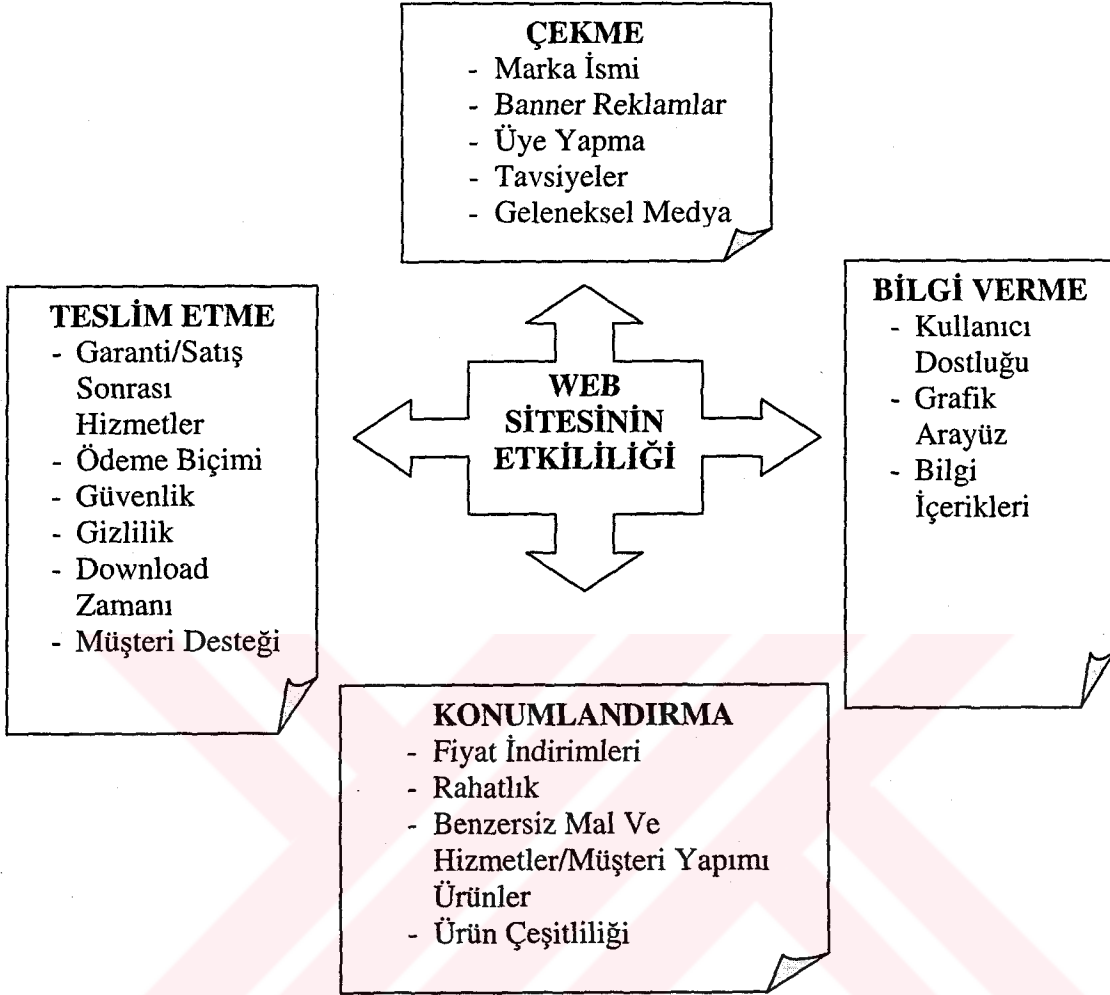 ÇEKME
- Marka İsmi
- Banner Reklamlar
- Üye Yapma
- Tavsiyeler
- Geleneksel Medya
TESLİM ETME
- Garanti/Satış
Sonrası
Hizmetler
- Ödeme Biçimi
- Güvenlik
- Gizlilik
- Download
Zamanı
- Müşteri Desteği
WEB
SİTESİNİN
ETKİLİLİĞİ
BİLGİ VERME
- Kullanıcı
Dostluğu
- Grafik
Arayüz
- Bilgi
İçerikleri
KONUMLANDIRMA
- Fiyat İndirimleri
- Rahatlık
- Benzersiz Mal Ve
Hizmetler/Müşteri Yapımı
Ürünler
- Ürün Çeşitliliği